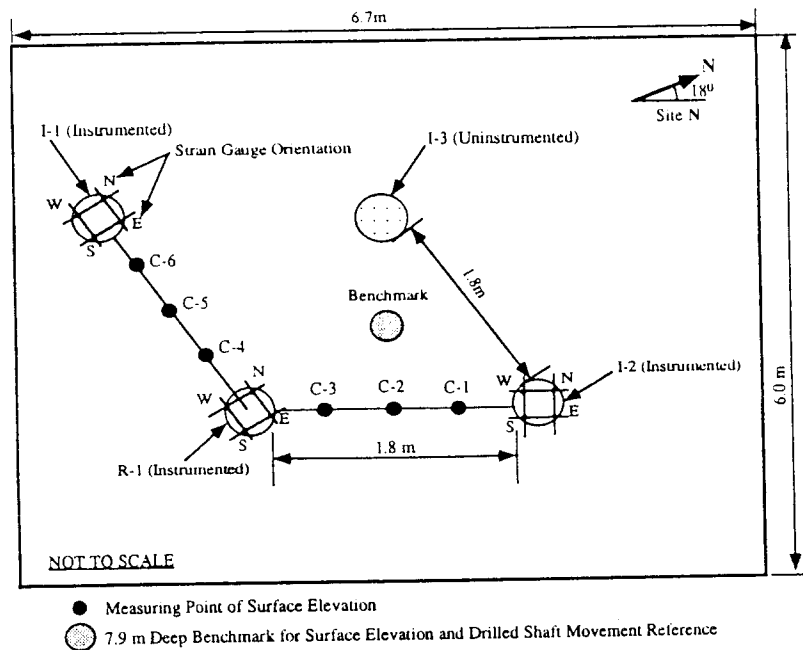 6.7m
N
18⁰
Site N
I-1 (Instrumented)
Strain Gauge Orientation
I-3 (Uninstrumented)
N
W
E
S
C-6
C-5
C-4
1.8m
Benchmark
6.0 m
N
W
E
S
C-3
C-2
C-1
W
N
S
E
I-2 (Instrumented)
R-1 (Instrumented)
1.8 m
NOT TO SCALE
Measuring Point of Surface Elevation
7.9 m Deep Benchmark for Surface Elevation and Drilled Shaft Movement Reference